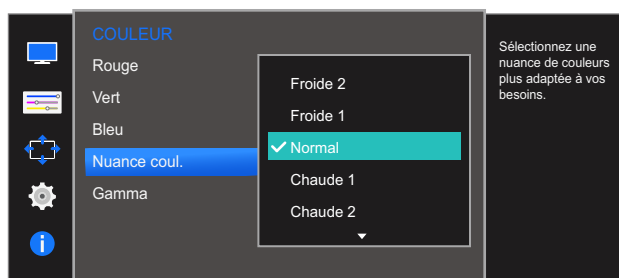 COULEUR
Rouge
Vert
Bleu
Nuance coul.
Gamma
Froide 2
Froide 1
Normal
Chaude 1
Chaude 2
Sélectionnez une
nuance de couleurs
plus adaptée à vos
besoins.